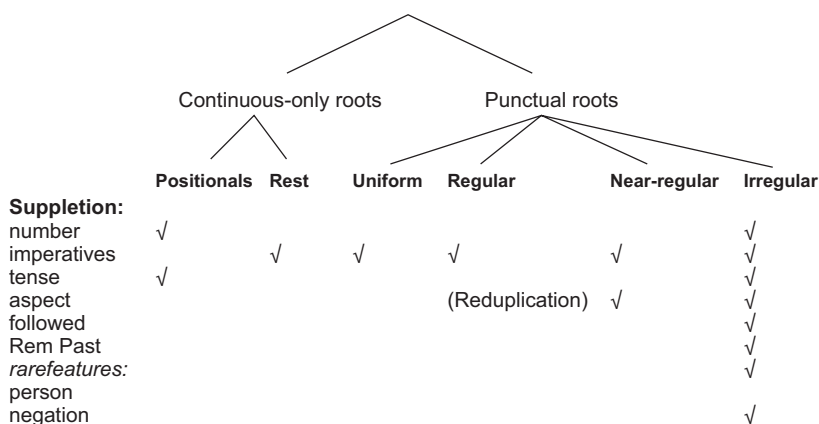 Continuous-only roots Punctual roots
Positionals Rest Uniform Regular Near-regular Irregular
Suppletion:
number √ √
imperatives √ √ √ √ √
tense √ √
aspect (Reduplication) √ √
followed √
Rem Past √
rarefeatures: √
person
negation √